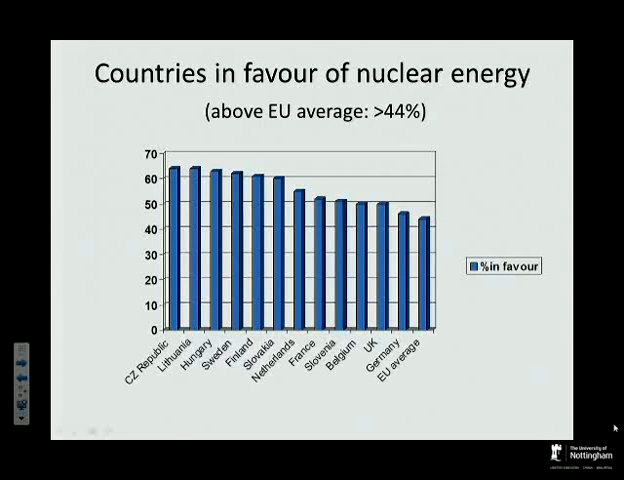 Countries in favour of nuclear energy
(above EU average: >44%)
70
60
50
40
30
20
10
0
CZ Republic
Lithuania
Hungary
Sweden
Finland
Slovakia
Netherlands
France
Slovenia
Belgium
UK
Germany
EU average
%in favour
The University of
Nottingham